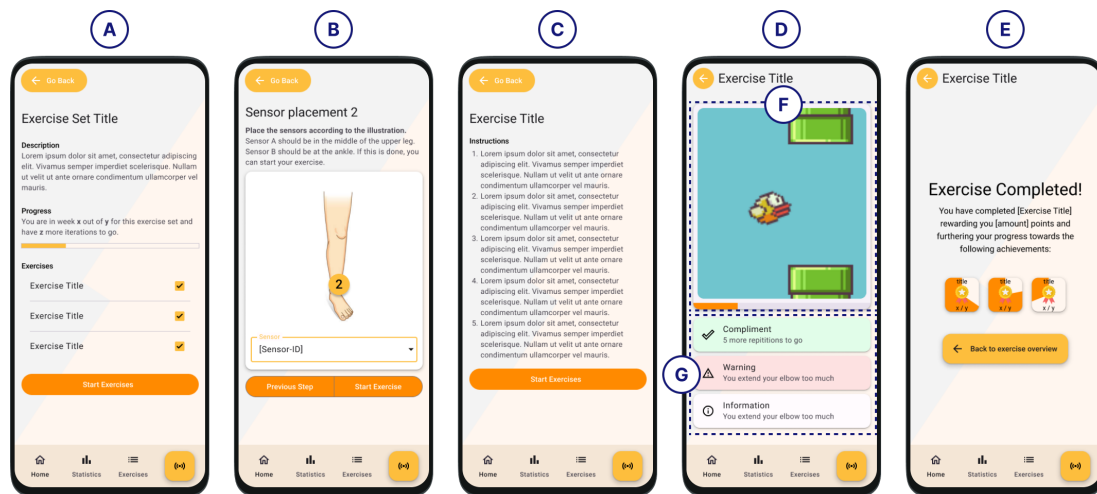 A
B
C
D
E
Go Back
Exercise Set Title
Description
Lorem ipsum dolor sit amet, consectetur adipiscing
elit. Vivamus semper imperdiet scelerisque. Nullam
ut velit ut ante ornare condimentum ullamcorper vel
mauris.
Progress
You are in week x out of y for this exercise set and
have z more iterations to go.
Exercises
Exercise Title
Exercise Title
Exercise Title
Start Exercises
Home
Statistics
Exercises
Go Back
Sensor placement 2
Place the sensors according to the illustration.
Sensor A should be in the middle of the upper leg.
Sensor B should be at the ankle. If this is done, you
can start your exercise.
2
Sensor
[Sensor-ID]
Previous Step
Start Exercise
Home
Statistics
Exercises
Go Back
Exercise Title
Instructions
1. Lorem ipsum dolor sit amet, consectetur
adipiscing elit. Vivamus semper imperdiet
scelerisque. Nullam ut velit ut ante ornare
condimentum ullamcorper vel mauris.
2. Lorem ipsum dolor sit amet, consectetur
adipiscing elit. Vivamus semper imperdiet
scelerisque. Nullam ut velit ut ante ornare
condimentum ullamcorper vel mauris.
3. Lorem ipsum dolor sit amet, consectetur
adipiscing elit. Vivamus semper imperdiet
scelerisque. Nullam ut velit ut ante ornare
condimentum ullamcorper vel mauris.
4. Lorem ipsum dolor sit amet, consectetur
adipiscing elit. Vivamus semper imperdiet
scelerisque. Nullam ut velit ut ante ornare
condimentum ullamcorper vel mauris.
5. Lorem ipsum dolor sit amet, consectetur
adipiscing elit. Vivamus semper imperdiet
scelerisque. Nullam ut velit ut ante ornare
condimentum ullamcorper vel mauris.
Start Exercises
Home
Statistics
Exercises
Exercise Title
F
Compliment
5 more repititions to go
G
Warning
You extend your elbow too much
Information
You extend your elbow too much
Home
Statistics
Exercises
Exercise Title
Exercise Completed!
You have completed [Exercise Title]
rewarding you [amount] points and
furthering your progress towards the
following achievements:
title
x / y
title
x / y
title
x / y
Back to exercise overview
Home
Statistics
Exercises